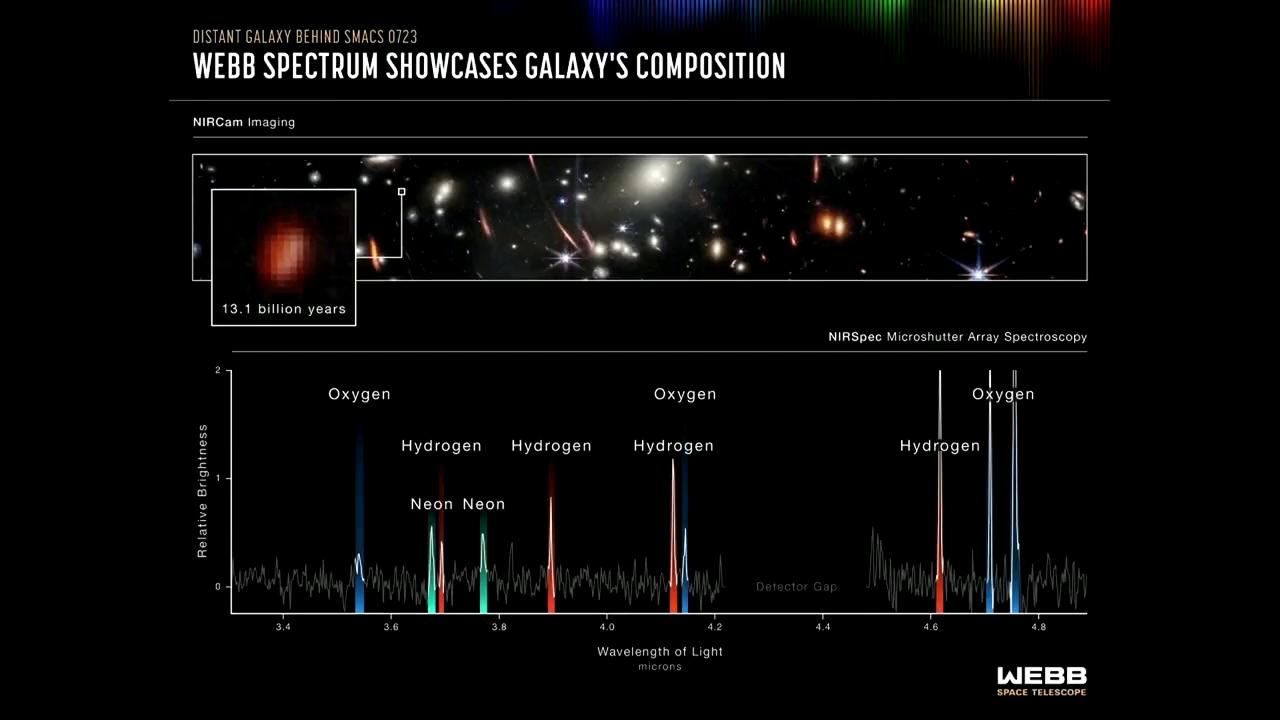 DISTANT GALAXY BEHIND SMACS 0723
WEBB SPECTRUM SHOWCASES GALAXY'S COMPOSITION
NIRCam Imaging
13.1 billion years
NIRSpec Microshutter Array Spectroscopy
2
Oxygen Oxygen Oxygen
Hydrogen Hydrogen Hydrogen Hydrogen
1
Neon Neon
Relative Brightness
0
Detector Gap
3.4 3.6 3.8 4.0 4.2 4.4 4.6 4.8
Wavelength of Light
microns
WEBB
SPACE TELESCOPE